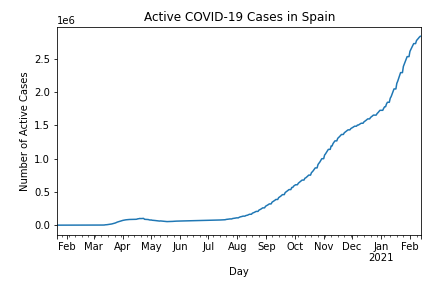 Active COVID-19 Cases in Spain
1e6
Number of Active Cases
2.5
2.0
1.5
1.0
0.5
0.0
Feb Mar Apr May Jun Jul Aug Sep Oct Nov Dec Jan Feb
2021
Day